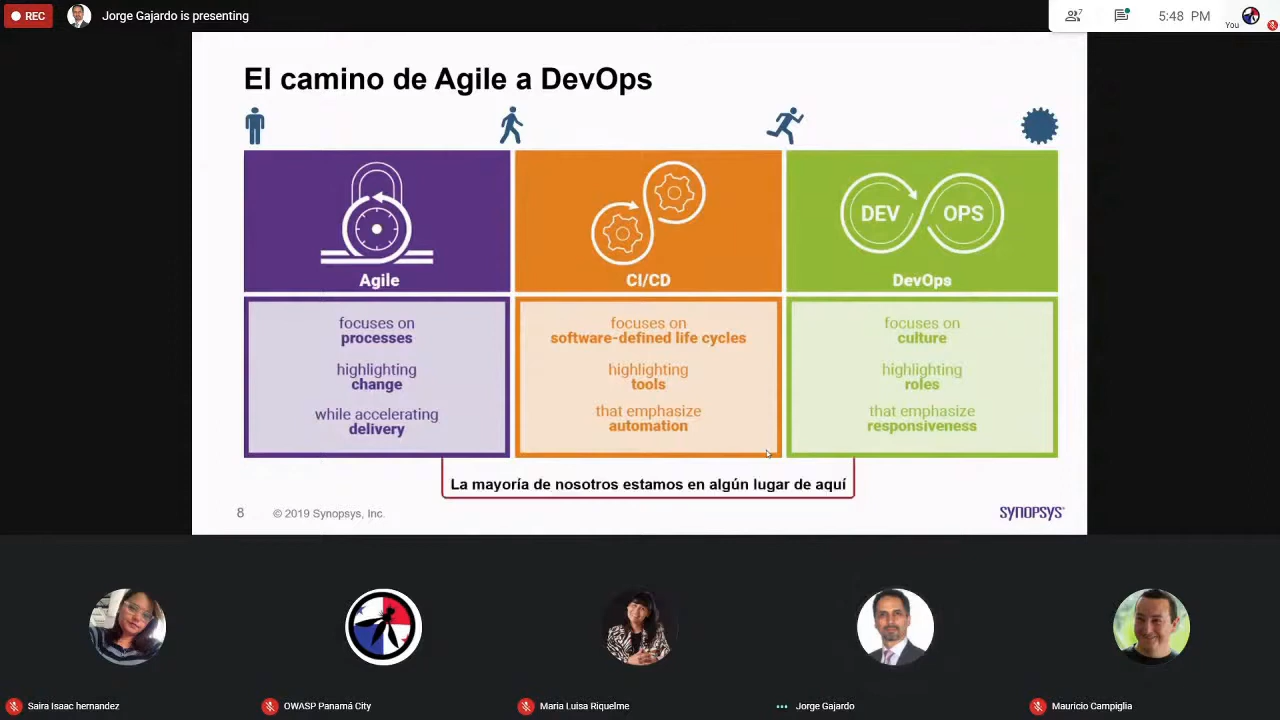 REC
Jorge Gajardo is presenting
7
5:48 PM
You
El camino de Agile a DevOps
Agile
CI/CD
DEV OPS
DevOps
focuses on
processes
highlighting
change
while accelerating
delivery
focuses on
software-defined life cycles
highlighting
tools
that emphasize
automation
focuses on
culture
highlighting
roles
that emphasize
responsiveness
La mayoría de nosotros estamos en algún lugar de aquí
8 © 2019 Synopsys, Inc.
SYNOPSYS®
Saira Isaac hernandez
OWASP Panamá City
Maria Luisa Riquelme
Jorge Gajardo
Mauricio Campiglia